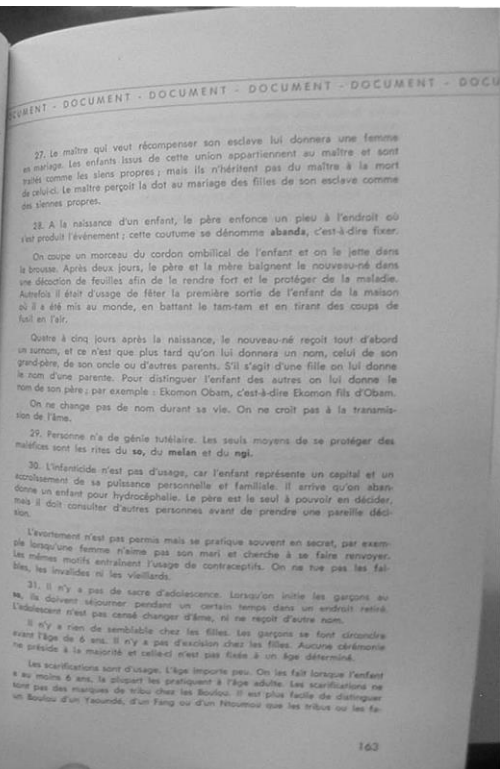 DOCUMENT - DOCUMENT - DOCUMENT - DOCUMENT - DOCUMENT - DOCU
27. Le maître qui veut récompenser son esclave lui donnera une femme
en mariage. Les enfants issus de cette union appartiennent au maître et sont
traités comme les siens propres ; mais ils n'héritent pas du maître à la mort
de celui-ci. Le maître perçoit la dot au mariage des filles de son esclave comme
des siennes propres.
28. A la naissance d'un enfant, le père enfonce un pieu à l'endroit où
s'est produit l'événement ; cette coutume se dénomme abanda, c'est-à-dire fixer.
On coupe un morceau du cordon ombilical de l'enfant et on le jette dans
la brousse. Après deux jours, le père et la mère baignent le nouveau-né dans
une décoction de feuilles afin de le rendre fort et le protéger de la maladie.
Autrefois il était d'usage de fêter la première sortie de l'enfant de la maison
où il a été mis au monde, en battant le tam-tam et en tirant des coups de
fusil en l'air.
Quatre à cinq jours après la naissance, le nouveau-né reçoit tout d'abord
un surnom, et ce n'est que plus tard qu'on lui donnera un nom, celui de son
grand-père, de son oncle ou d'autres parents. S'il s'agit d'une fille on lui donne
le nom d'une parente. Pour distinguer l'enfant des autres on lui donne le
nom de son père ; par exemple : Ekomon Obam, c'est-à-dire Ekomon fils d'Obam.
On ne change pas de nom durant sa vie. On ne croit pas à la transmis-
sion de l'âme.
29. Personne n'a de génie tutélaire. Les seuls moyens de se protéger des
maléfices sont les rites du so, du melan et du ngi.
30. L'infanticide n'est pas d'usage, car l'enfant représente un capital et un
accroissement de sa puissance personnelle et familiale. Il arrive qu'on aban-
donne un enfant pour hydrocéphalie. Le père est le seul à pouvoir en décider,
mais il doit consulter d'autres personnes avant de prendre une pareille déci-
sion.
L'avortement n'est pas permis mais se pratique souvent en secret, par exem-
ple lorsqu'une femme n'aime pas son mari et cherche à se faire renvoyer.
Les mêmes motifs entraînent l'usage de contraceptifs. On ne tue pas les fai-
bles, les invalides ni les vieillards.
31. Il n'y a pas de sacre d'adolescence. Lorsqu'on initie les garçons au
so, ils doivent séjourner pendant un certain temps dans un endroit retiré.
L'adolescent n'est pas censé changer d'âme, ni ne reçoit d'autre nom.
Il n'y a rien de semblable chez les filles. Les garçons se font circoncire
avant l'âge de 6 ans. Il n'y a pas d'excision chez les filles. Aucune cérémonie
ne préside à la majorité et celle-ci n'est pas fixée à un âge déterminé.
Les scarifications sont d'usage. L'âge importe peu. On les fait lorsque l'enfant
a au moins 6 ans, la plupart les pratiquent à l'âge adulte. Les scarifications ne
sont pas des marques de tribu chez les Boulou. Il est plus facile de distinguer
un Boulou d'un Yaoundé, d'un Fang ou d'un Ntoumou que les tribus ou les fa-
163